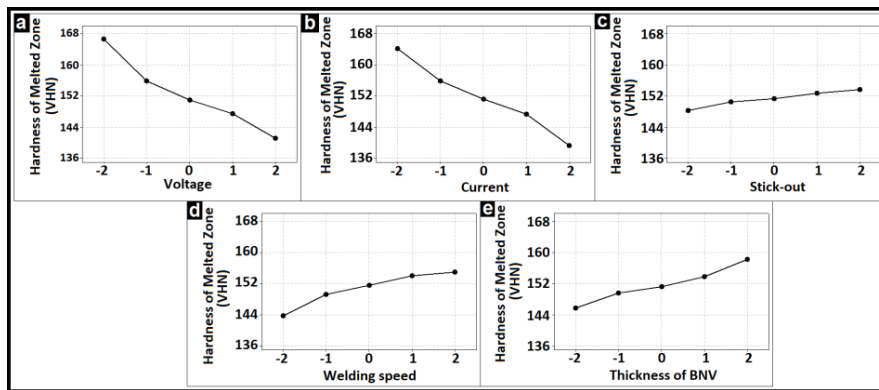 a
Hardness of Melted Zone
(VHN)
168
160
152
144
136
-2 -1 0 1 2
Voltage
b
Hardness of Melted Zone
(VHN)
168
160
152
144
136
-2 -1 0 1 2
Current
c
Hardness of Melted Zone
(VHN)
168
160
152
144
136
-2 -1 0 1 2
Stick-out
d
Hardness of Melted Zone
(VHN)
168
160
152
144
136
-2 -1 0 1 2
Welding speed
e
Hardness of Melted Zone
(VHN)
168
160
152
144
136
-2 -1 0 1 2
Thickness of BNV